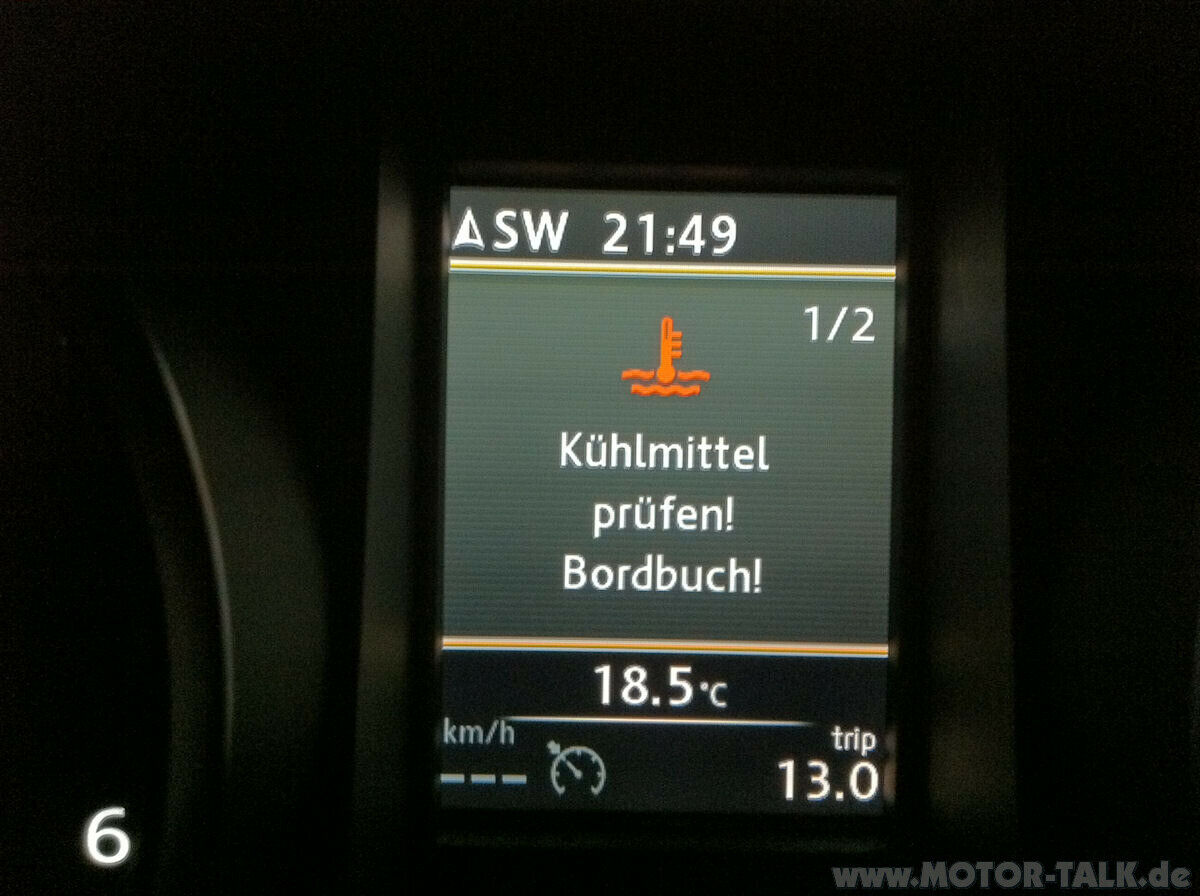 SW 21:49
1/2
Kühlmittel
prüfen!
Bordbuch!
18.5°C
km/h
trip
---
13.0
6
www.MOTOR-TALK.de